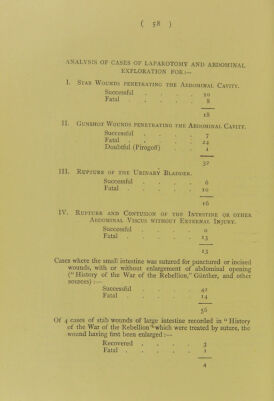 ( 58 )
ANALYSIS OF CASES OF LAPAROTOMY AND ABDOMINAL
EXPLORATION FOR:—
I. STAB WOUNDS PENETRATING THE ABDOMINAL CAVITY.
Successful . . . . 10
Fatal . . . . 8
18
II. GUNSHOT WOUNDS PENETRATING THE ABDOMINAL CAVITY.
Successful . . . . 7
Fatal . . . . 24
Doubtful (Pirogoff) . . 1
32
III. RUPTURE OF THE URINARY BLADDER.
Successful . . . . 6
Fatal . . . . 10
16
IV. RUPTURE AND CONTUSION OF THE INTESTINE OR OTHER
ABDOMINAL VISCUS WITHOUT EXTERNAL INJURY.
Successful . . . . 0
Fatal . . . . 13
13
Cases where the small intestine was sutured for punctured or incised
wounds, with or without enlargement of abdominal opening
("History of the War of the Rebellion," Günther, and other
sources) :—
Successful . . . . 42
Fatal . . . . 14
56
Of 4 cases of stab wounds of large intestine recorded in "History
of the War of the Rebellion" which were treated by suture, the
wound having first been enlarged :—
Recovered . . . . 3
Fatal . . . . 1
4